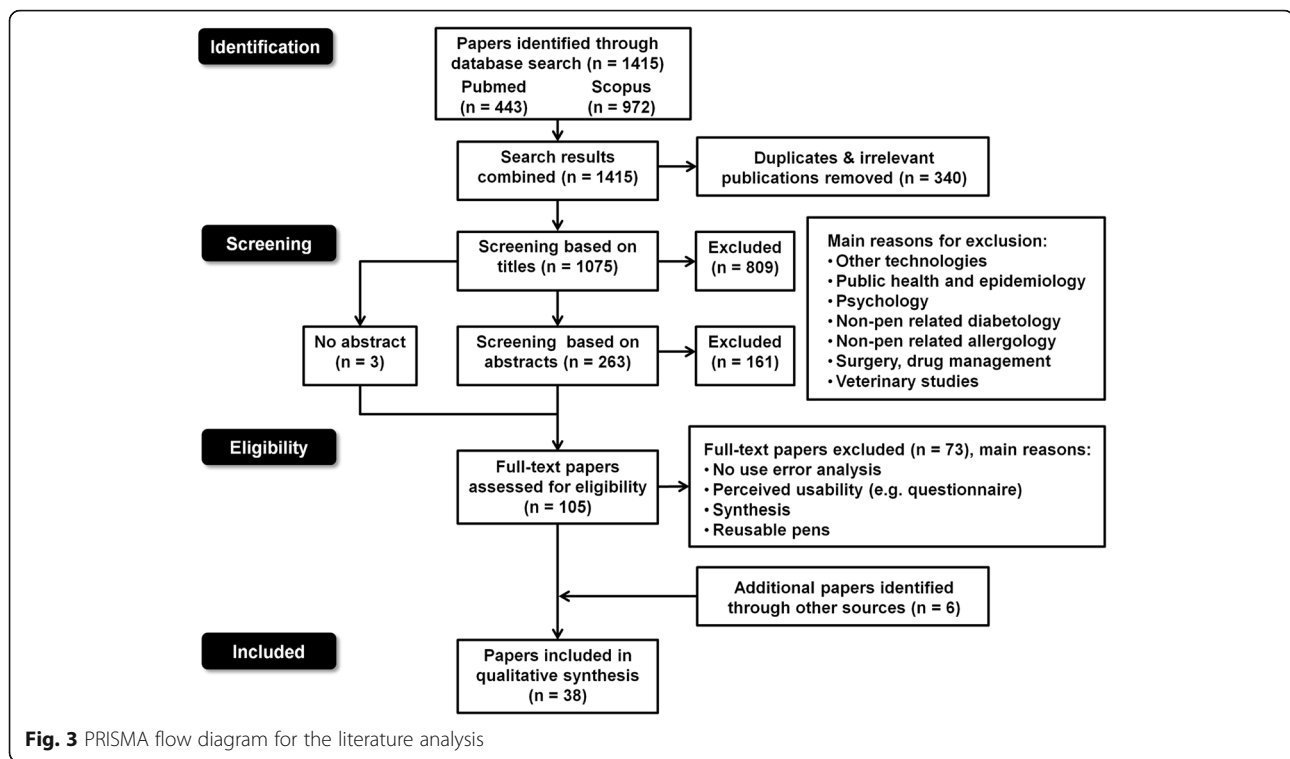 Identification
Papers identified through
database search (n = 1415)
Pubmed Scopus
(n = 443) (n = 972)
Search results
combined (n = 1415)
Duplicates & irrelevant
publications removed (n = 340)
Screening
Screening based on
titles (n = 1075)
Excluded
(n = 809)
Main reasons for exclusion:
• Other technologies
• Public health and epidemiology
• Psychology
• Non-pen related diabetology
• Non-pen related allergology
• Surgery, drug management
• Veterinary studies
No abstract
(n = 3)
Screening based on
abstracts (n = 263)
Excluded
(n = 161)
Eligibility
Full-text papers
assessed for eligibility
(n = 105)
Full-text papers excluded (n = 73), main reasons:
• No use error analysis
• Perceived usability (e.g. questionnaire)
• Synthesis
• Reusable pens
Additional papers identified
through other sources (n = 6)
Included
Papers included in
qualitative synthesis
(n = 38)
Fig. 3 PRISMA flow diagram for the literature analysis